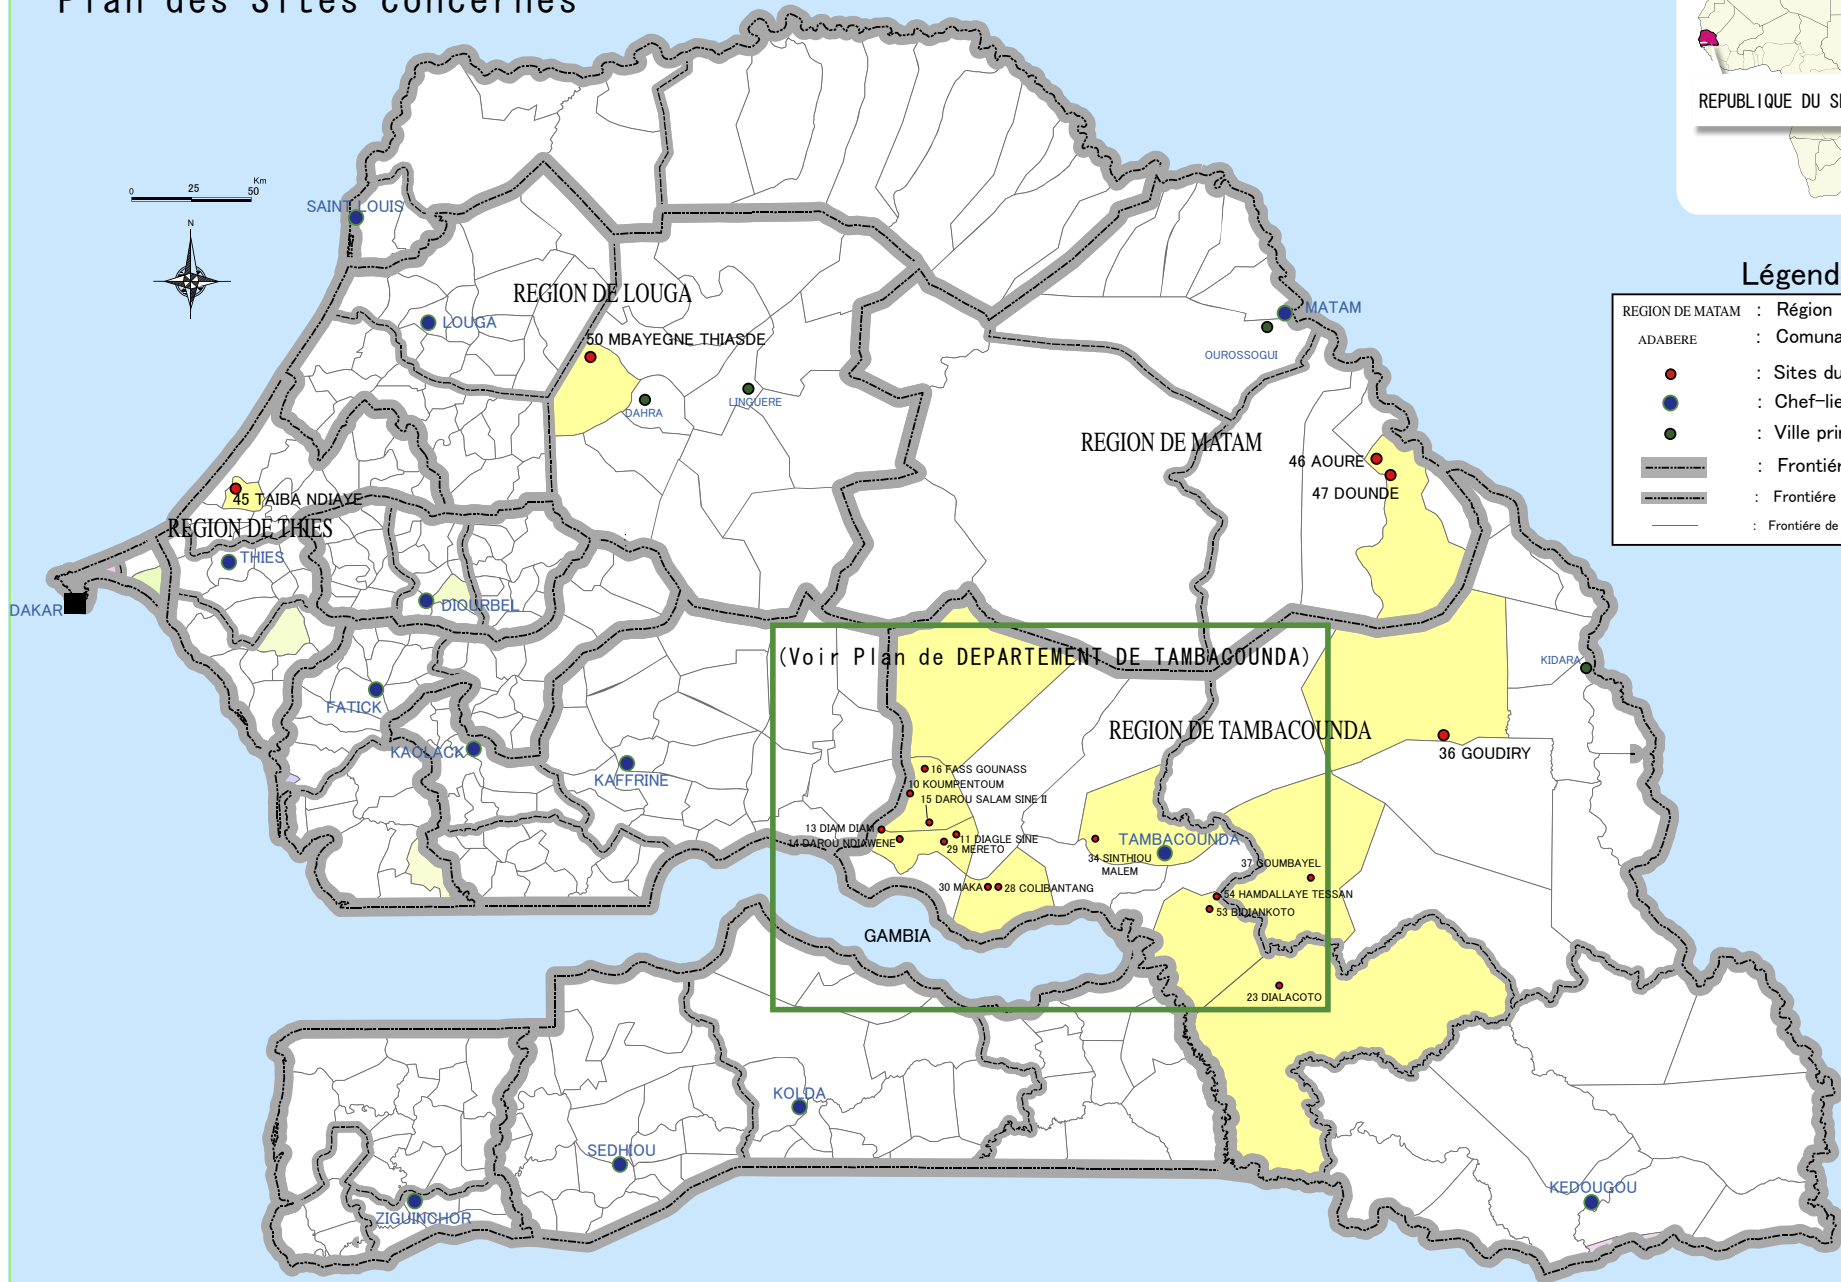 Plan des Sites concernés
REPUBLIQUE DU
0 25 50 Km
N
SAINT LOUIS
REGION DE LOUGA
LOUGA
50 MBAYEGNE THIASDE
DAHRA
LINGUERE
MATAM
OUROSSOGUI
REGION DE MATAM
46 AOURE
47 DOUNDE
Légend
REGION DE MATAM : Région
ADABERE : Comuna
: Sites du
: Chef-lie
: Ville prin
: Frontiér
: Frontiére
: Frontiére de
45 TAIBA NDIAYE
REGION DE THIES
THIES
DAKAR
DIOURBEL
FATICK
KAOLACK
KAFFRINE
(Voir Plan de DEPARTEMENT DE TAMBACOUNDA)
KIDARA
REGION DE TAMBACOUNDA
36 GOUDIRY
16 FASS GOUNASS
10 KOUMPENTOUM
15 DAROU SALAM SINE II
13 DIAM DIAM
14 DAROU NDIAWENE
11 DIAGLE SINE
29 MERETO
TAMBACOUNDA
34 SINTHIOU
MALEM
37 GOUMBAYEL
30 MAKA
28 COLIBANTANG
54 HAMDALLAYE TESSAN
53 BIDIANKOTO
GAMBIA
23 DIALACOTO
KOLDA
SEDHIOU
ZIGUINCHOR
KEDOUGOU